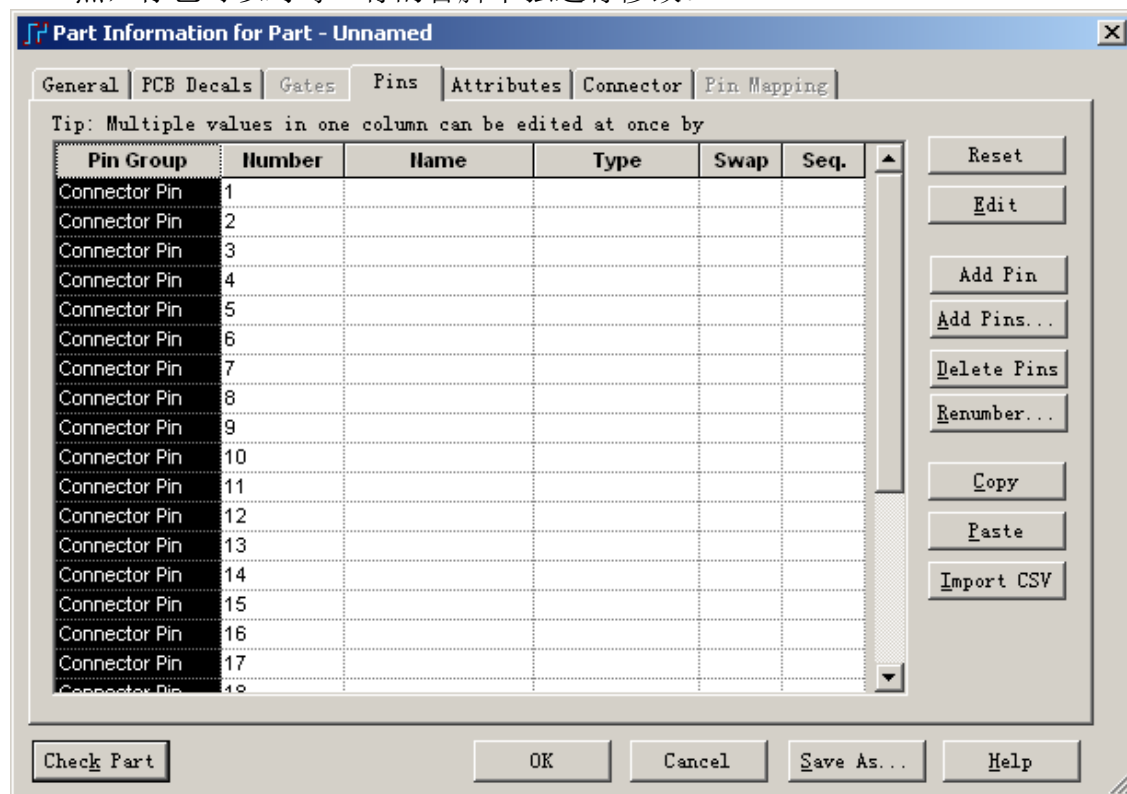 Part Information for Part - Unnamed
General PCB Decals Gates Pins Attributes Connector Pin Mapping
Tip: Multiple values in one column can be edited at once by
Pin Group Number Name Type Swap Seq.
Connector Pin 1
Connector Pin 2
Connector Pin 3
Connector Pin 4
Connector Pin 5
Connector Pin 6
Connector Pin 7
Connector Pin 8
Connector Pin 9
Connector Pin 10
Connector Pin 11
Connector Pin 12
Connector Pin 13
Connector Pin 14
Connector Pin 15
Connector Pin 16
Connector Pin 17
Connector Pin 18
Reset
Edit
Add Pin
Add Pins...
Delete Pins
Renumber...
Copy
Paste
Import CSV
Check Part OK Cancel Save As... Help